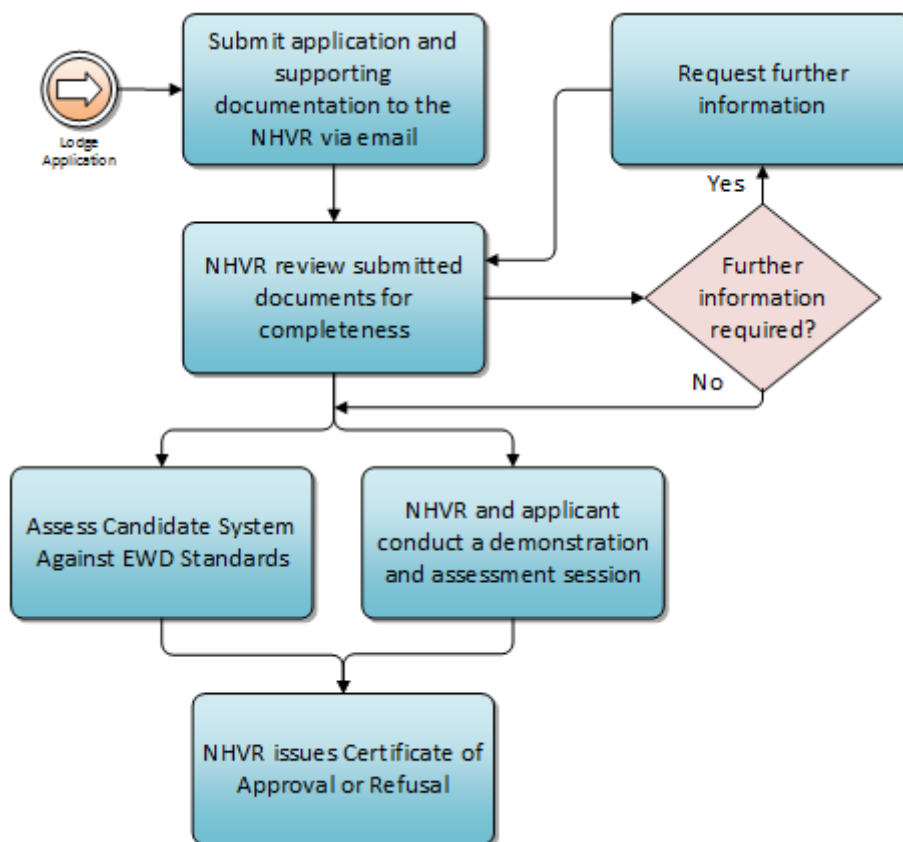 Lodge
Application
Submit application and
supporting
documentation to the
NHVR via email
Request further
information
Yes
NHVR review submitted
documents for
completeness
Further
information
required?
No
Assess Candidate System
Against EWD Standards
NHVR and applicant
conduct a demonstration
and assessment session
NHVR issues Certificate of
Approval or Refusal